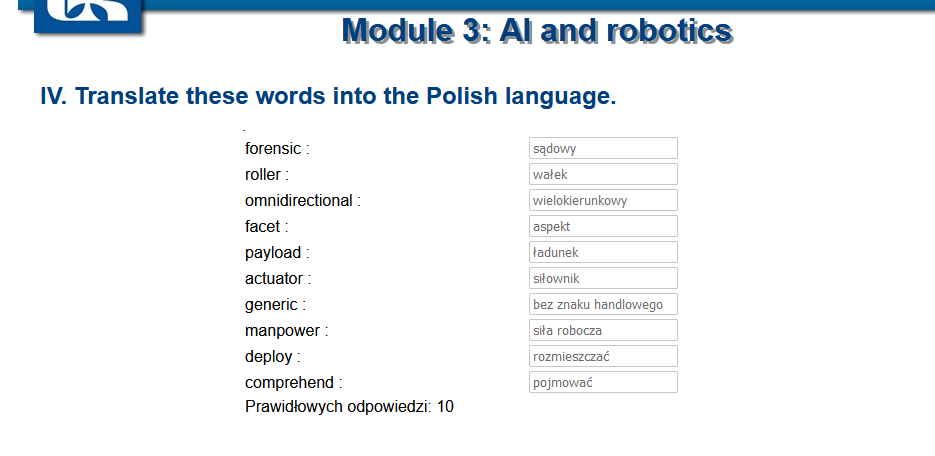 Module 3: AI and robotics
IV. Translate these words into the Polish language.
.
forensic : sądowy
roller : wałek
omnidirectional : wielokierunkowy
facet : aspekt
payload : ładunek
actuator : siłownik
generic : bez znaku handlowego
manpower : siła robocza
deploy : rozmieszczać
comprehend : pojmować
Prawidłowych odpowiedzi: 10